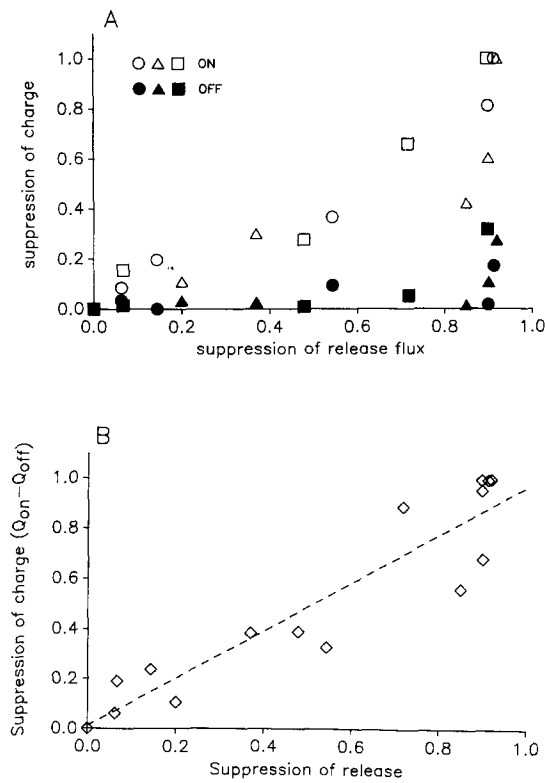 A
1.0
0.8
0.6
0.4
0.2
0.0
suppression of charge
ON
OFF
0.0 0.2 0.4 0.6 0.8 1.0
suppression of release flux
B
1.0
0.8
0.6
0.4
0.2
0.0
Suppression of charge (Qon-Qoff)
0.0 0.2 0.4 0.6 0.8 1.0
Suppression of release